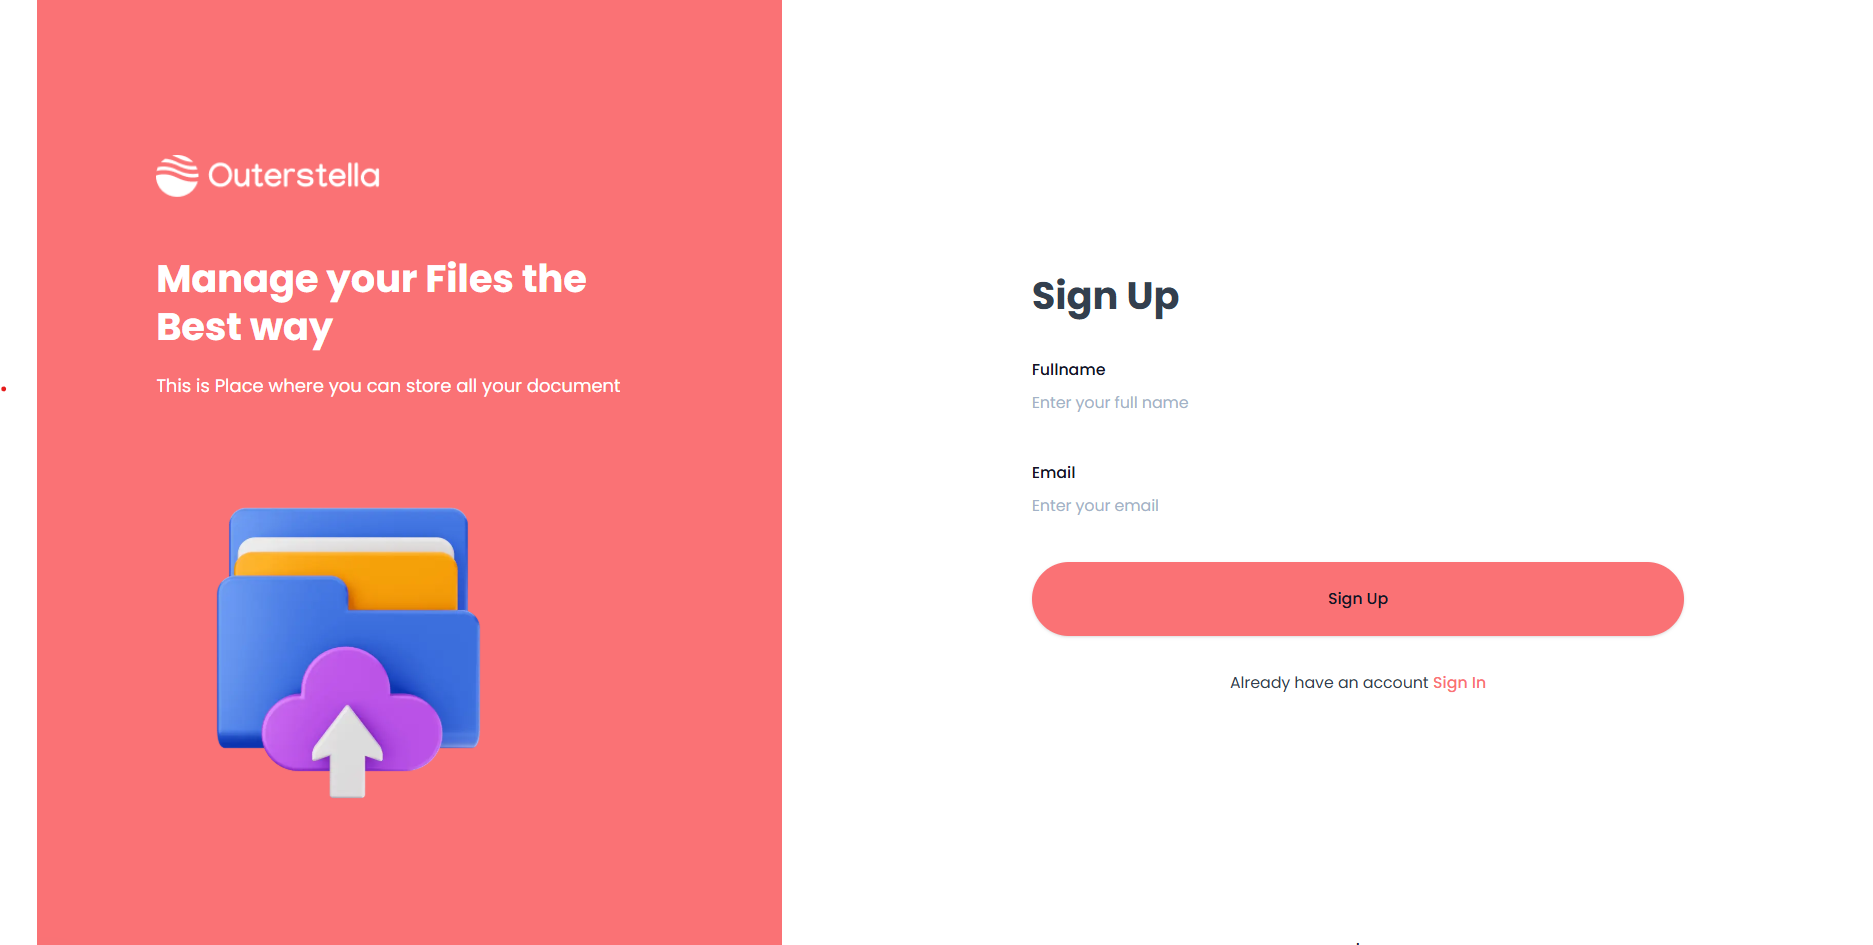 Outerstella
Manage your Files the
Best way
This is Place where you can store all your document
Sign Up
Fullname
Enter your full name
Email
Enter your email
Sign Up
Already have an account Sign In